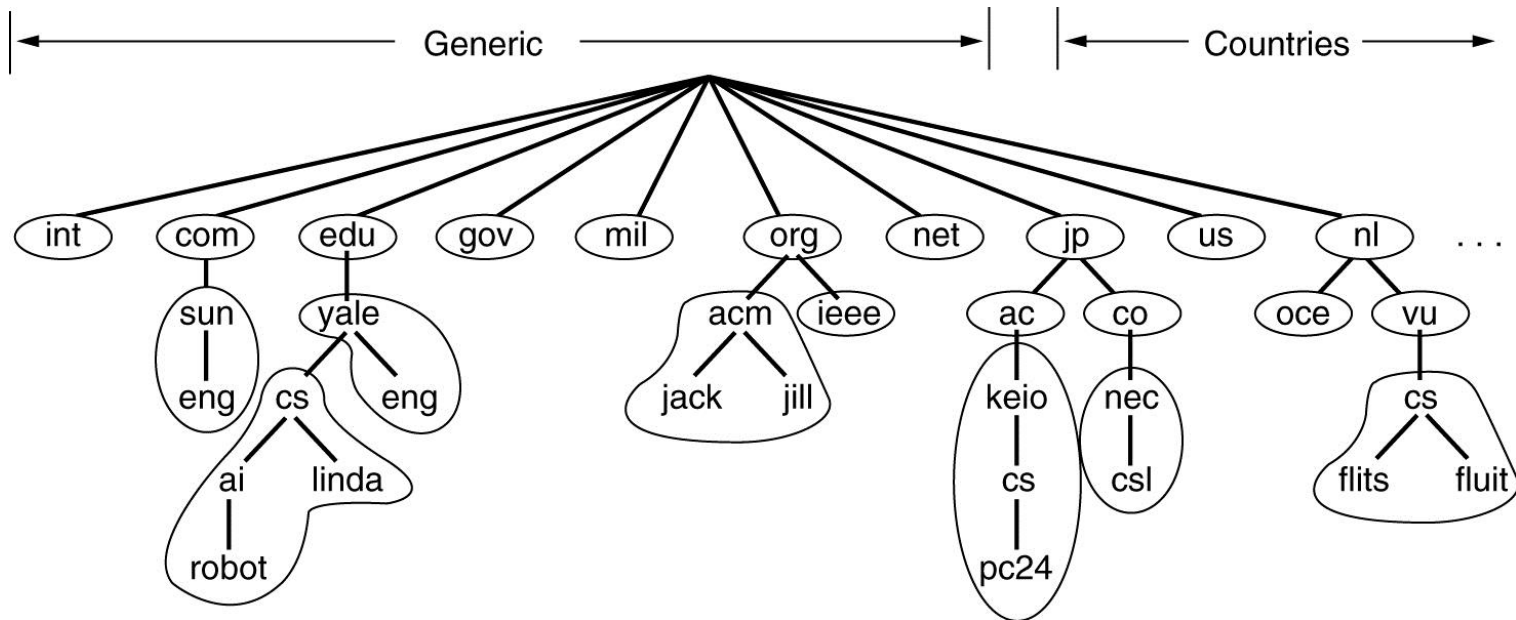 Generic Countries
int com edu gov mil org net jp us nl . . .
sun yale acm ieee ac co oce vu
eng cs eng jack jill keio nec cs
ai linda cs csl flits fluit
robot pc24